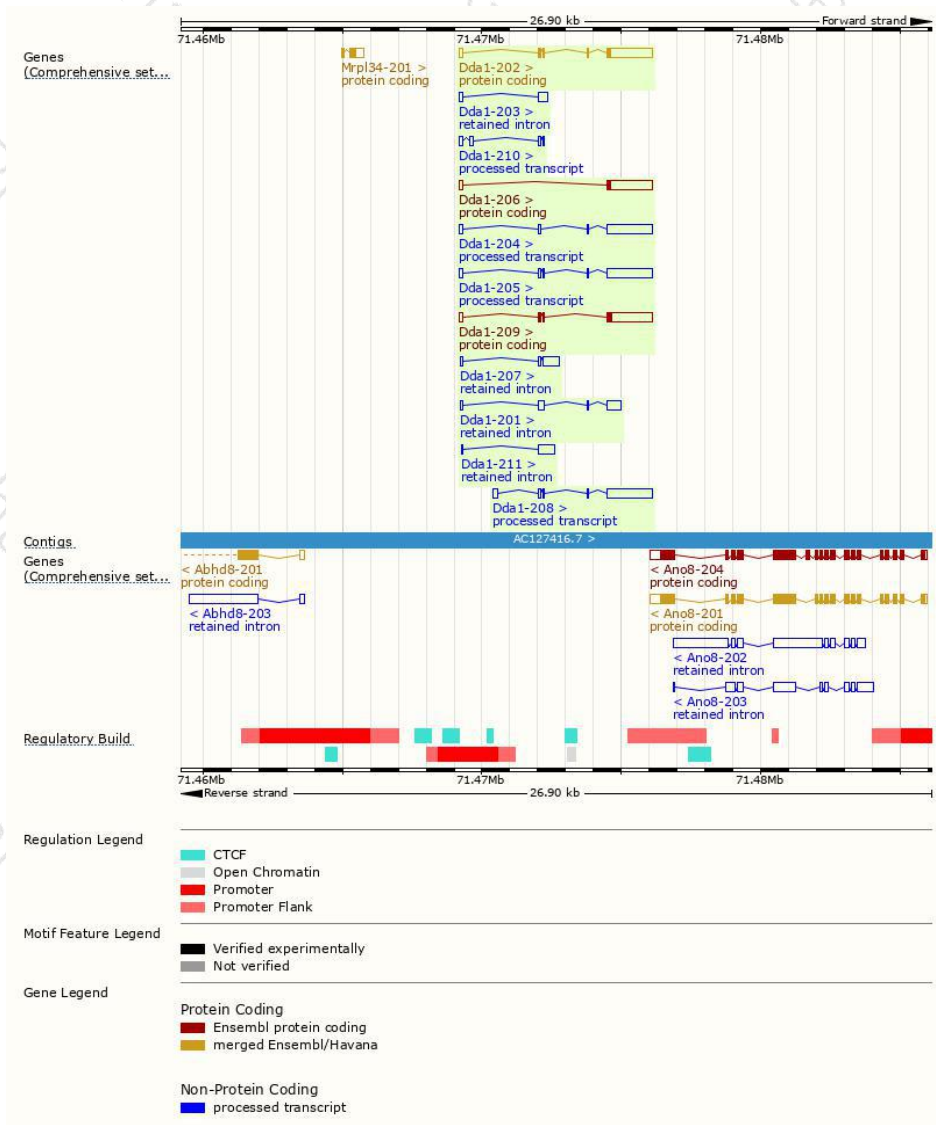 26.90 kb Forward strand
71.46Mb 71.47Mb 71.48Mb
Genes
(Comprehensive set...
Mrpl34-201 >
protein coding
Dda1-202 >
protein coding
Dda1-203 >
retained intron
Dda1-210 >
processed transcript
Dda1-206 >
protein coding
Dda1-204 >
processed transcript
Dda1-205 >
processed transcript
Dda1-209 >
protein coding
Dda1-207 >
retained intron
Dda1-201 >
retained intron
Dda1-211 >
retained intron
Dda1-208 >
processed transcript
Contigs
AC127416.7 >
Genes
(Comprehensive set...
< Abhd8-201
protein coding
< Abhd8-203
retained intron
< Ano8-204
protein coding
< Ano8-201
protein coding
< Ano8-202
retained intron
< Ano8-203
retained intron
Regulatory Build
71.46Mb 71.47Mb 71.48Mb
Reverse strand 26.90 kb
Regulation Legend
CTCF
Open Chromatin
Promoter
Promoter Flank
Motif Feature Legend
Verified experimentally
Not verified
Gene Legend
Protein Coding
Ensembl protein coding
merged Ensembl/Havana
Non-Protein Coding
processed transcript